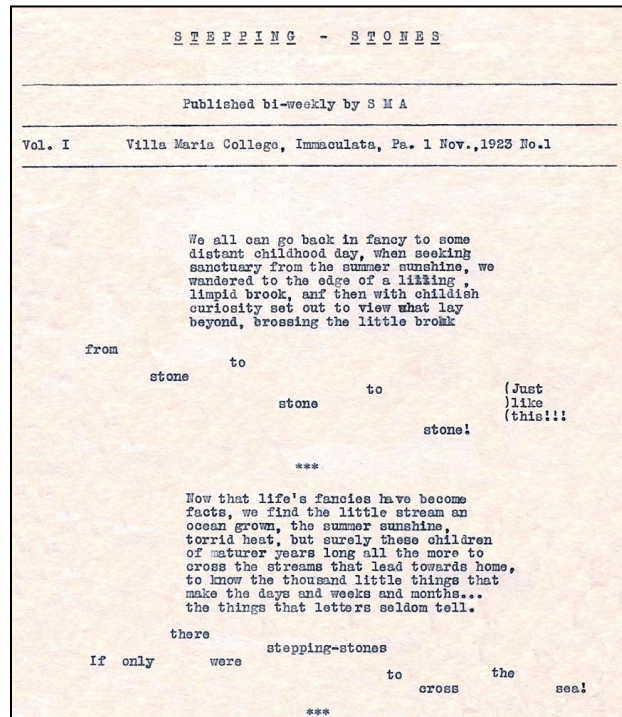 STEPPING - STONES
Published bi-weekly by S M A
Vol. I Villa Maria College, Immaculata, Pa. 1 Nov.,1923 No.1
We all can go back in fancy to some
distant childhood day, when seeking
sanctuary from the summer sunshine, we
wandered to the edge of a lilting ,
limpid brook, anf then with childish
curiosity set out to view what lay
beyond, brossing the little brook
from
to
stone
to (Just
stone )like
(this!!!
stone!
***
Now that life's fancies have become
facts, we find the little stream an
ocean grown, the summer sunshine,
torrid heat, but surely these children
of maturer years long all the more to
cross the streams that lead towards home,
to know the thousand little things that
make the days and weeks and months...
the things that letters seldom tell.
there
stepping-stones
If only were
to the
cross sea!
***